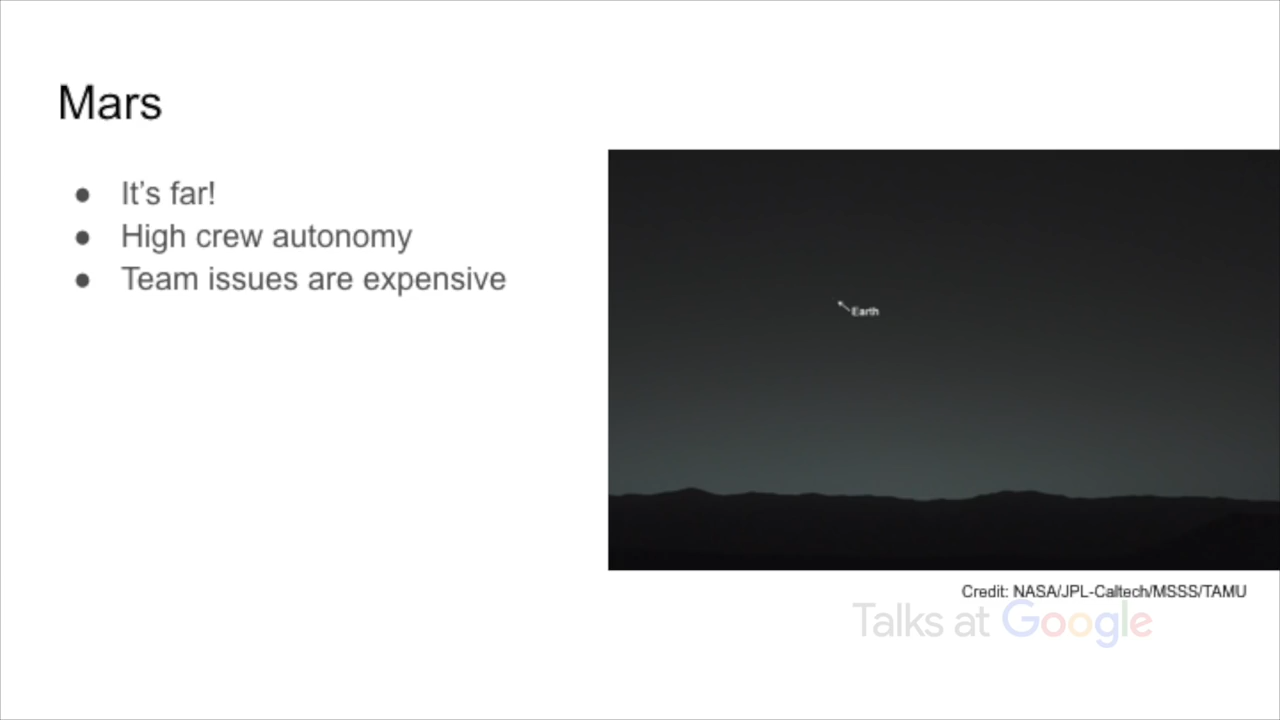 Mars
● It’s far!
● High crew autonomy
● Team issues are expensive
Earth
Credit: NASA/JPL-Caltech/MSSS/TAMU
Talks at Google